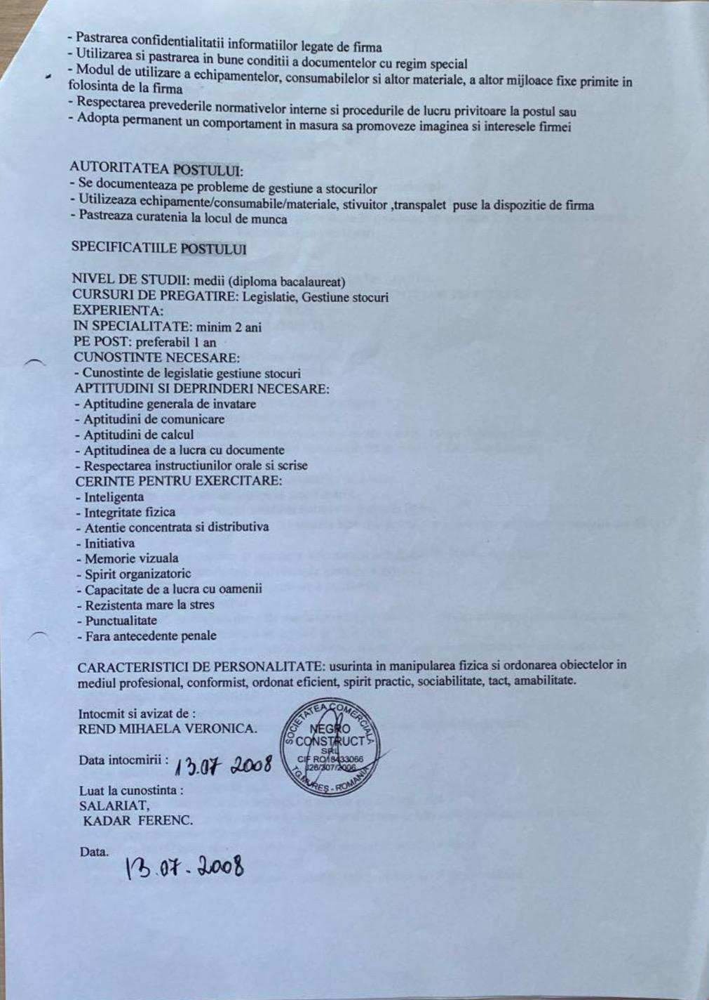 - Pastrarea confidentialitatii informatiilor legate de firma
- Utilizarea si pastrarea in bune conditii a documentelor cu regim special
- Modul de utilizare a echipamentelor, consumabilelor si altor materiale, a altor mijloace fixe primite in
folosinta de la firma
- Respectarea prevederile normativelor interne si procedurile de lucru privitoare la postul sau
- Adopta permanent un comportament in masura sa promoveze imaginea si interesele firmei
AUTORITATEA POSTULUI:
- Se documenteaza pe probleme de gestiune a stocurilor
- Utilizeaza echipamente/consumabile/materiale, stivuitor ,transpalet puse la dispozitie de firma
- Pastreaza curatenia la locul de munca
SPECIFICATIILE POSTULUI
NIVEL DE STUDII: medii (diploma bacalaureat)
CURSURI DE PREGATIRE: Legislatie, Gestiune stocuri
EXPERIENTA:
IN SPECIALITATE: minim 2 ani
PE POST: preferabil 1 an
CUNOSTINTE NECESARE:
- Cunostinte de legislatie gestiune stocuri
APTITUDINI SI DEPRINDERI NECESARE:
- Aptitudine generala de invatare
- Aptitudini de comunicare
- Aptitudini de calcul
- Aptitudinea de a lucra cu documente
- Respectarea instructiunilor orale si scrise
CERINTE PENTRU EXERCITARE:
- Inteligenta
- Integritate fizica
- Atentie concentrata si distributiva
- Initiativa
- Memorie vizuala
- Spirit organizatoric
- Capacitate de a lucra cu oamenii
- Rezistenta mare la stres
- Punctualitate
- Fara antecedente penale
CARACTERISTICI DE PERSONALITATE: usurinta in manipularea fizica si ordonarea obiectelor in
mediul profesional, conformist, ordonat eficient, spirit practic, sociabilitate, tact, amabilitate.
Intocmit si avizat de :
REND MIHAELA VERONICA.
SOCIETATEA COMERCIALA
NEGRO
CONSTRUCT
SRL
CIF RO18433066
J26/307/2006
TG.MUREȘ - ROMANIA
Data intocmirii : 13.07 2008
Luat la cunostinta :
SALARIAT,
KADAR FERENC.
Data.
13.07.2008